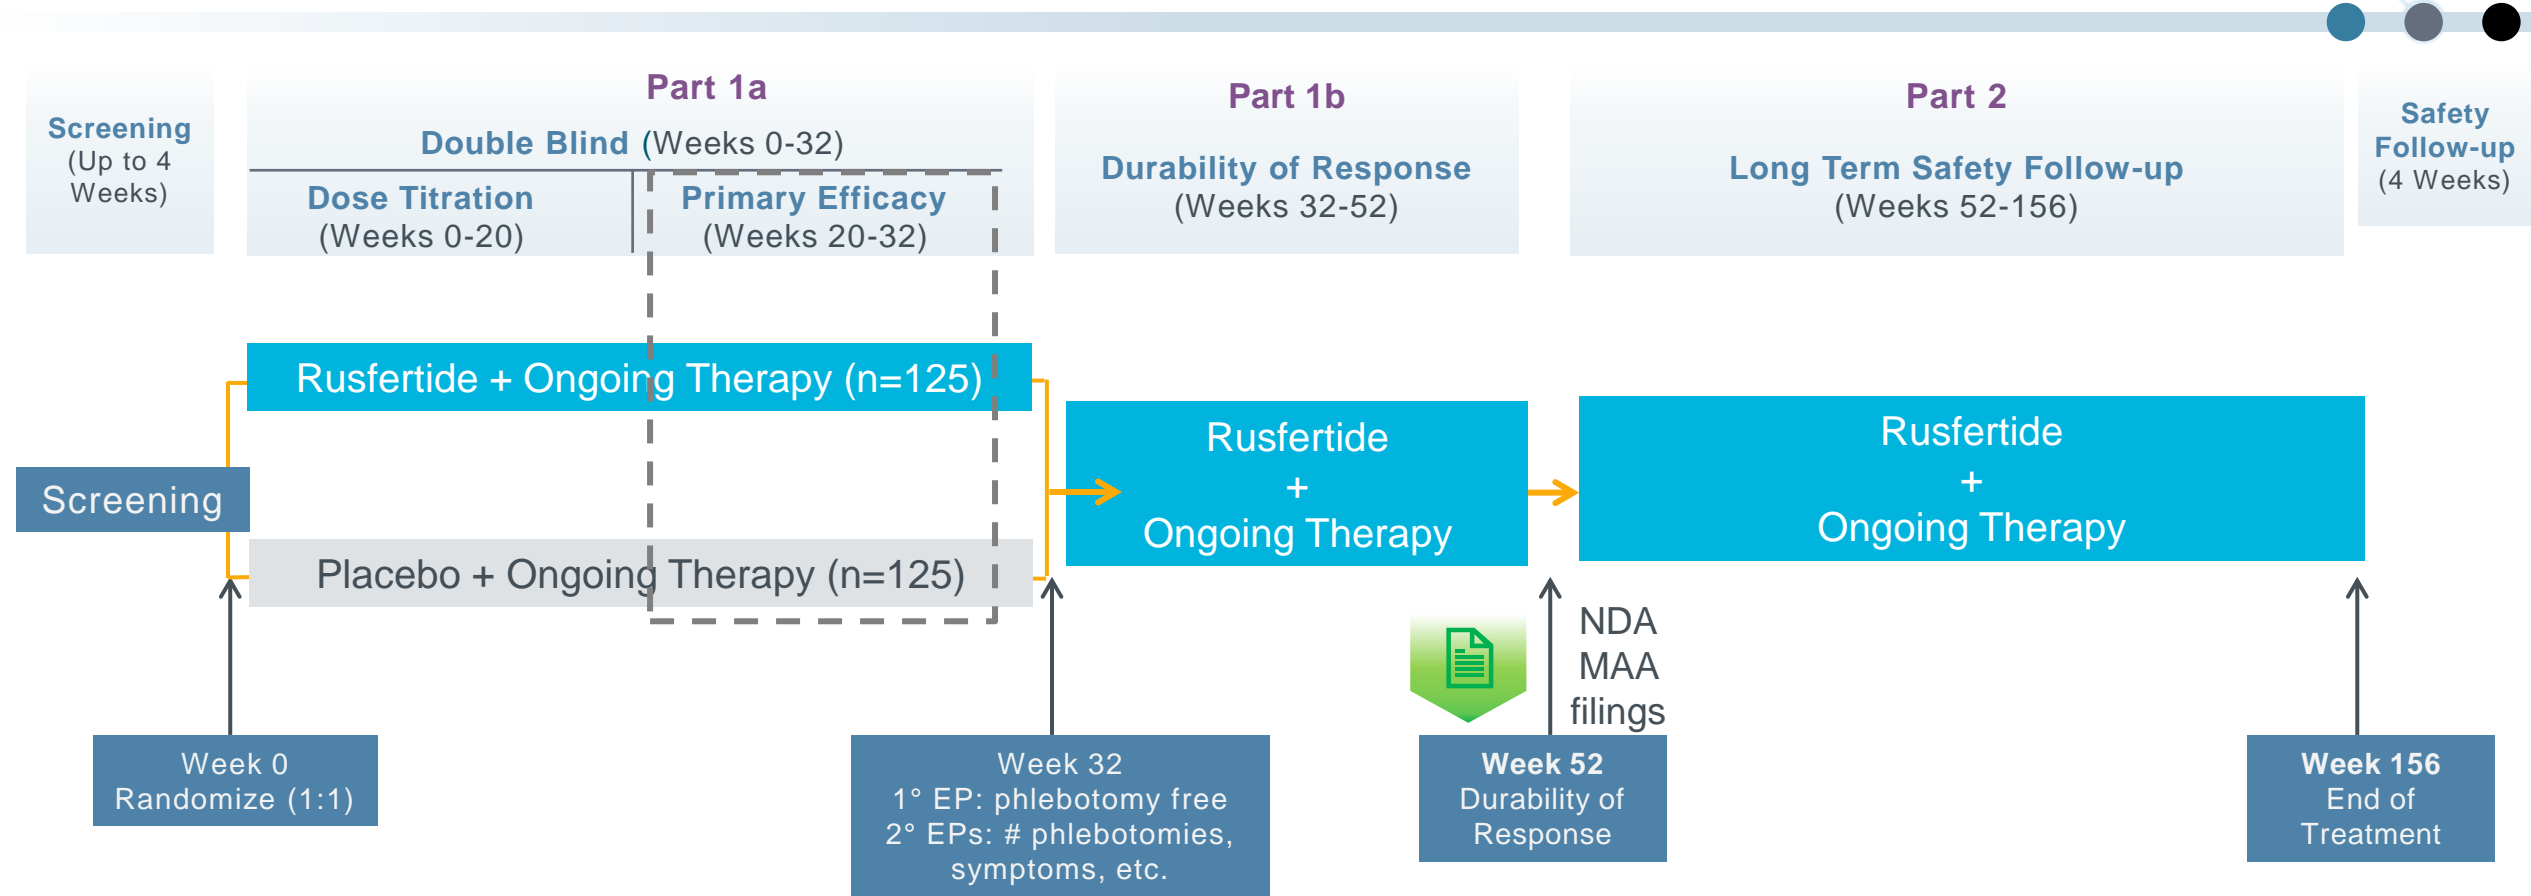 Screening
(Up to 4
Weeks)
Part 1a
Double Blind (Weeks 0-32)
Dose Titration
(Weeks 0-20)
Primary Efficacy
(Weeks 20-32)
Part 1b
Durability of Response
(Weeks 32-52)
Part 2
Long Term Safety Follow-up
(Weeks 52-156)
Safety
Follow-up
(4 Weeks)
Screening
Rusfertide + Ongoing Therapy (n=125)
Placebo + Ongoing Therapy (n=125)
Rusfertide
+
Ongoing Therapy
Rusfertide
+
Ongoing Therapy
NDA
MAA
filings
Week 0
Randomize (1:1)
Week 32
1° EP: phlebotomy free
2° EPs: # phlebotomies,
symptoms, etc.
Week 52
Durability of
Response
Week 156
End of
Treatment